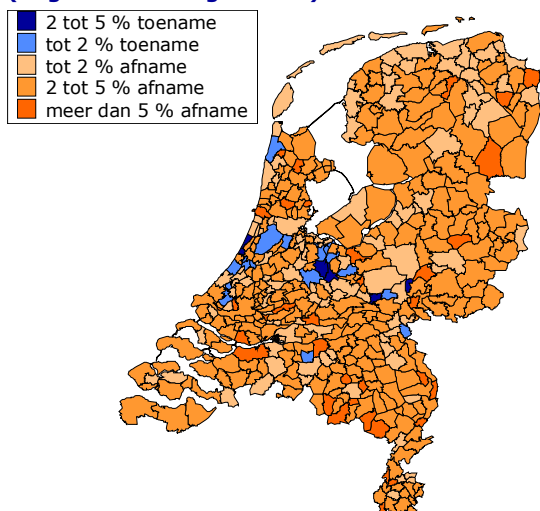 2 tot 5 % toename
tot 2 % toename
tot 2 % afname
2 tot 5 % afname
meer dan 5 % afname